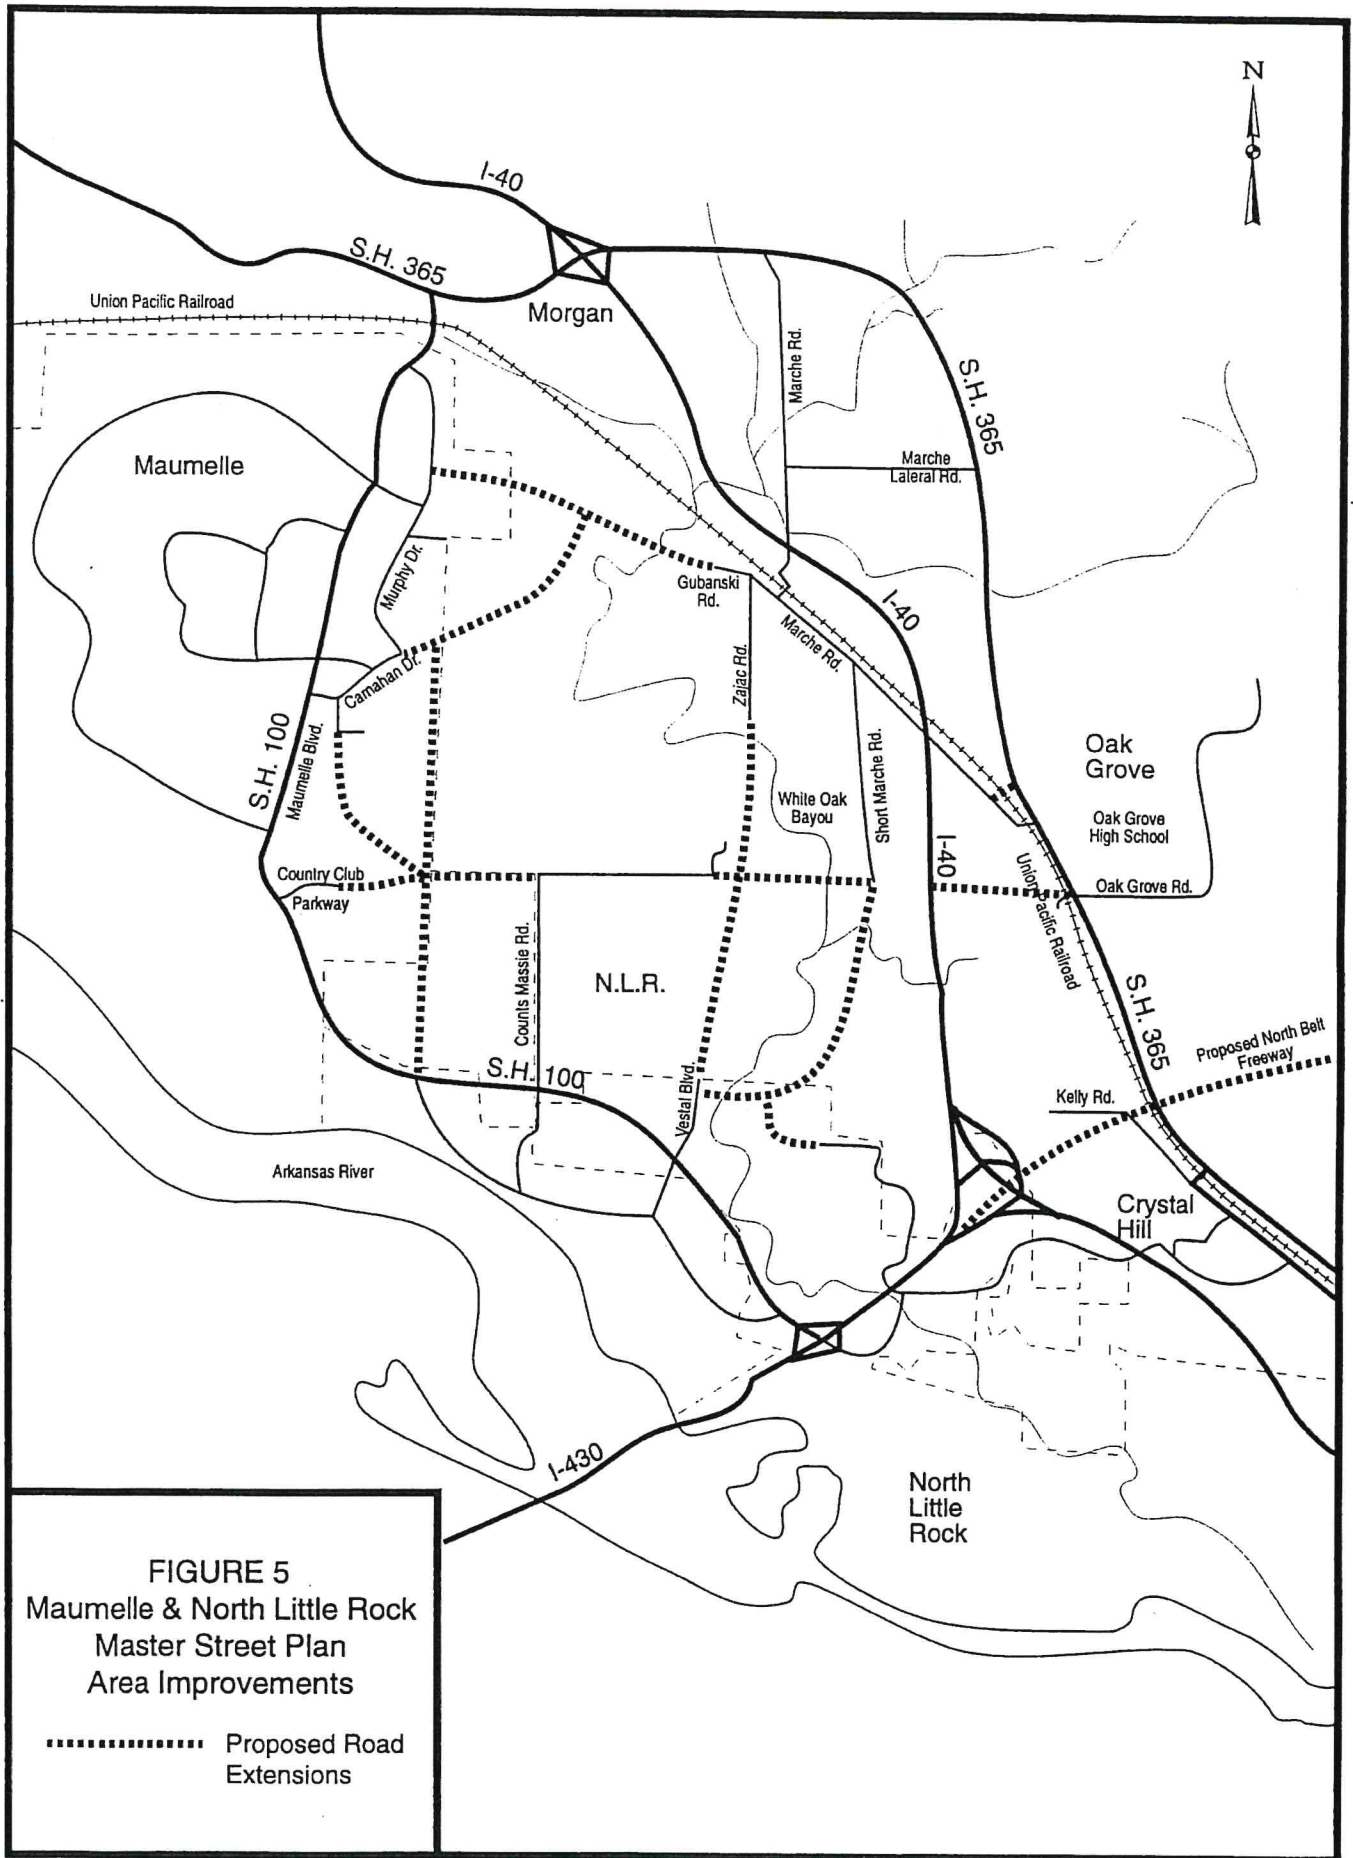 N
I-40
S.H. 365
Union Pacific Railroad
Morgan
Marche Rd.
S.H. 365
Maumelle
Marche
Lateral Rd.
Murphy Dr.
Gubanski
Rd.
I-40
Marche Rd.
Zajac Rd.
Carnahan Dr.
S.H. 100
Maumelle Blvd.
Short Marche Rd.
White Oak
Bayou
Oak
Grove
Oak Grove
High School
I-40
Country Club
Parkway
Union Pacific Railroad
Oak Grove Rd.
Counts Massie Rd.
N.L.R.
S.H. 365
Proposed North Belt
Freeway
S.H. 100
Vestal Blvd.
Kelly Rd.
Arkansas River
Crystal
Hill
I-430
North
Little
Rock
FIGURE 5
Maumelle & North Little Rock
Master Street Plan
Area Improvements
Proposed Road
Extensions